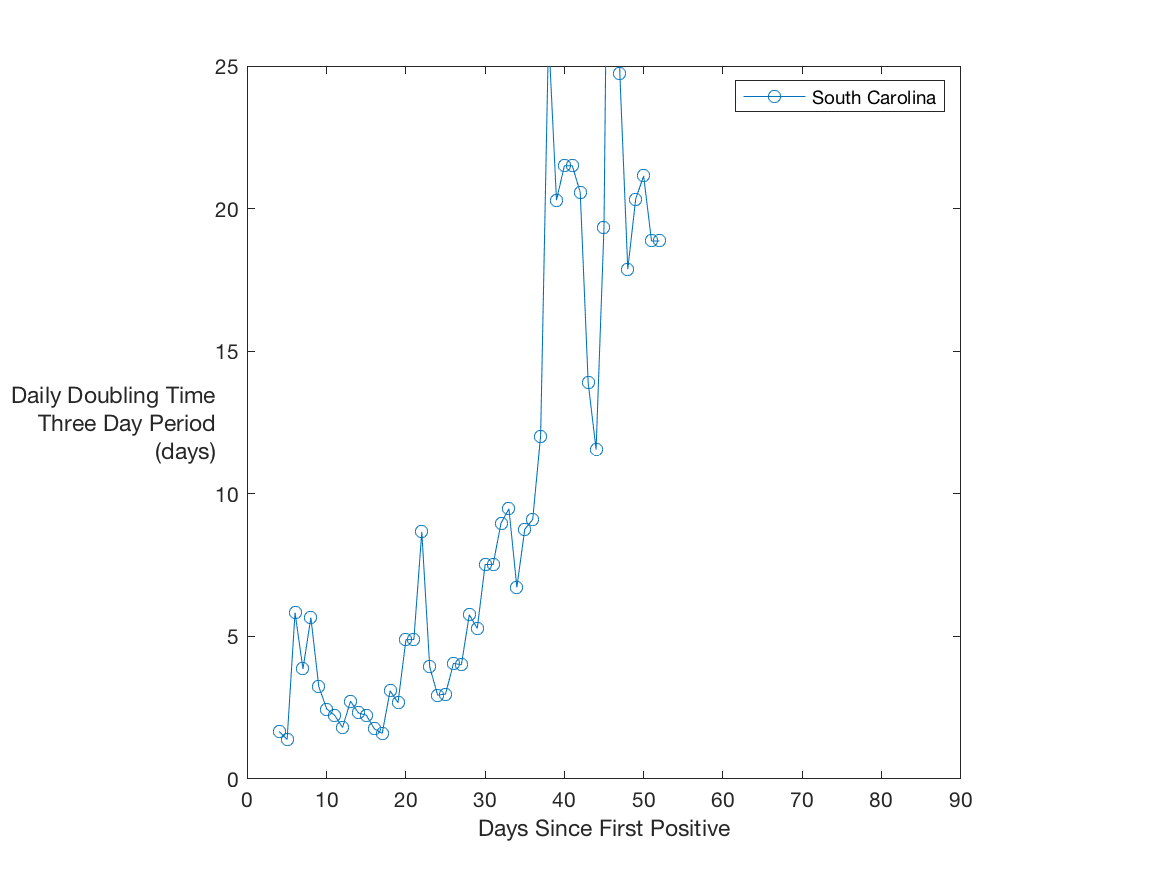 25
20
15
10
5
0
Daily Doubling Time
Three Day Period
(days)
South Carolina
0 10 20 30 40 50 60 70 80 90
Days Since First Positive